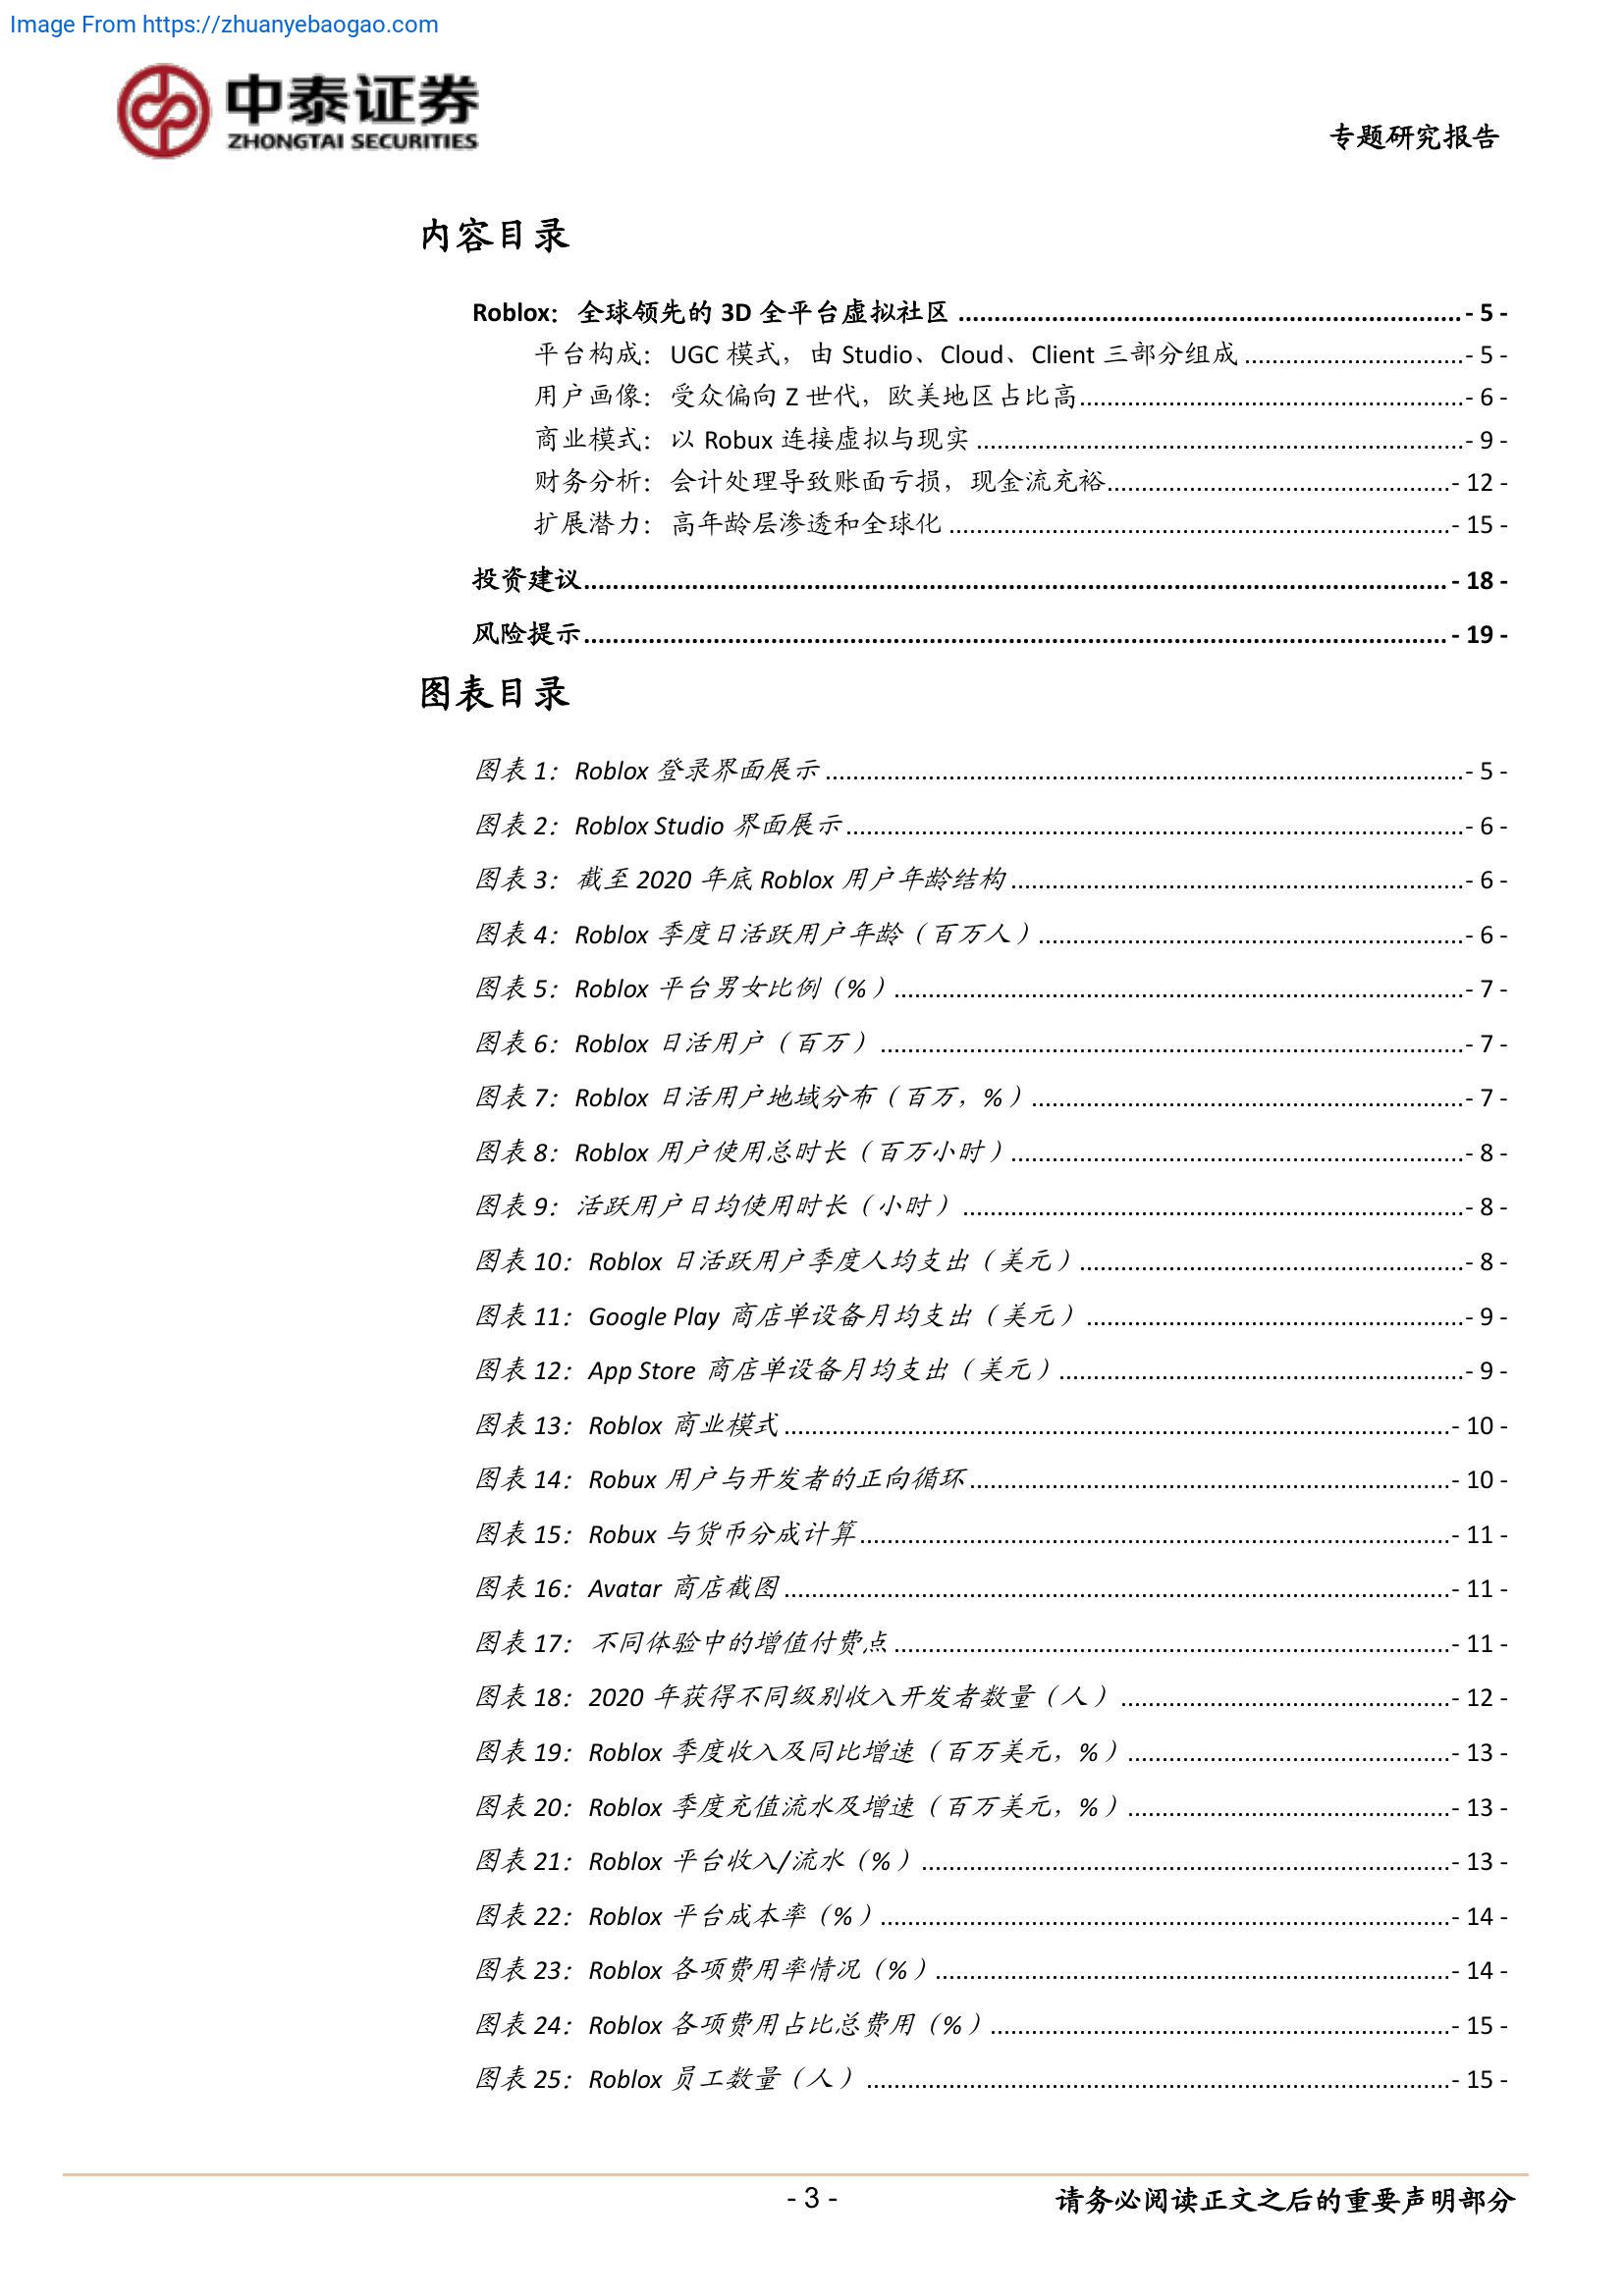 Image From https://zhuanyebaogao.com
中泰证券
ZHONGTAI SECURITIES
专题研究报告
内容目录
Roblox：全球领先的 3D 全平台虚拟社区 ........................................ - 5 -
平台构成：UGC 模式，由 Studio、Cloud、Client 三部分组成 ........................................ - 5 -
用户画像：受众偏向 Z 世代，欧美地区占比高 ........................................ - 6 -
商业模式：以 Robux 连接虚拟与现实 ........................................ - 9 -
财务分析：会计处理导致账面亏损，现金流充裕 ........................................ - 12 -
扩展潜力：高年龄层渗透和全球化 ........................................ - 15 -
投资建议 ........................................ - 18 -
风险提示 ........................................ - 19 -
图表目录
图表 1：Roblox 登录界面展示 ........................................ - 5 -
图表 2：Roblox Studio 界面展示 ........................................ - 6 -
图表 3：截至 2020 年底 Roblox 用户年龄结构 ........................................ - 6 -
图表 4：Roblox 季度日活跃用户年龄（百万人） ........................................ - 6 -
图表 5：Roblox 平台男女比例（%） ........................................ - 7 -
图表 6：Roblox 日活用户（百万） ........................................ - 7 -
图表 7：Roblox 日活用户地域分布（百万，%） ........................................ - 7 -
图表 8：Roblox 用户使用总时长（百万小时） ........................................ - 8 -
图表 9：活跃用户日均使用时长（小时） ........................................ - 8 -
图表 10：Roblox 日活跃用户季度人均支出（美元） ........................................ - 8 -
图表 11：Google Play 商店单设备月均支出（美元） ........................................ - 9 -
图表 12：App Store 商店单设备月均支出（美元） ........................................ - 9 -
图表 13：Roblox 商业模式 ........................................ - 10 -
图表 14：Robux 用户与开发者的正向循环 ........................................ - 10 -
图表 15：Robux 与货币分成计算 ........................................ - 11 -
图表 16：Avatar 商店截图 ........................................ - 11 -
图表 17：不同体验中的增值付费点 ........................................ - 11 -
图表 18：2020 年获得不同级别收入开发者数量（人） ........................................ - 12 -
图表 19：Roblox 季度收入及同比增速（百万美元，%） ........................................ - 13 -
图表 20：Roblox 季度充值流水及增速（百万美元，%） ........................................ - 13 -
图表 21：Roblox 平台收入/流水（%） ........................................ - 13 -
图表 22：Roblox 平台成本率（%） ........................................ - 14 -
图表 23：Roblox 各项费用率情况（%） ........................................ - 14 -
图表 24：Roblox 各项费用占比总费用（%） ........................................ - 15 -
图表 25：Roblox 员工数量（人） ........................................ - 15 -
- 3 -
请务必阅读正文之后的重要声明部分